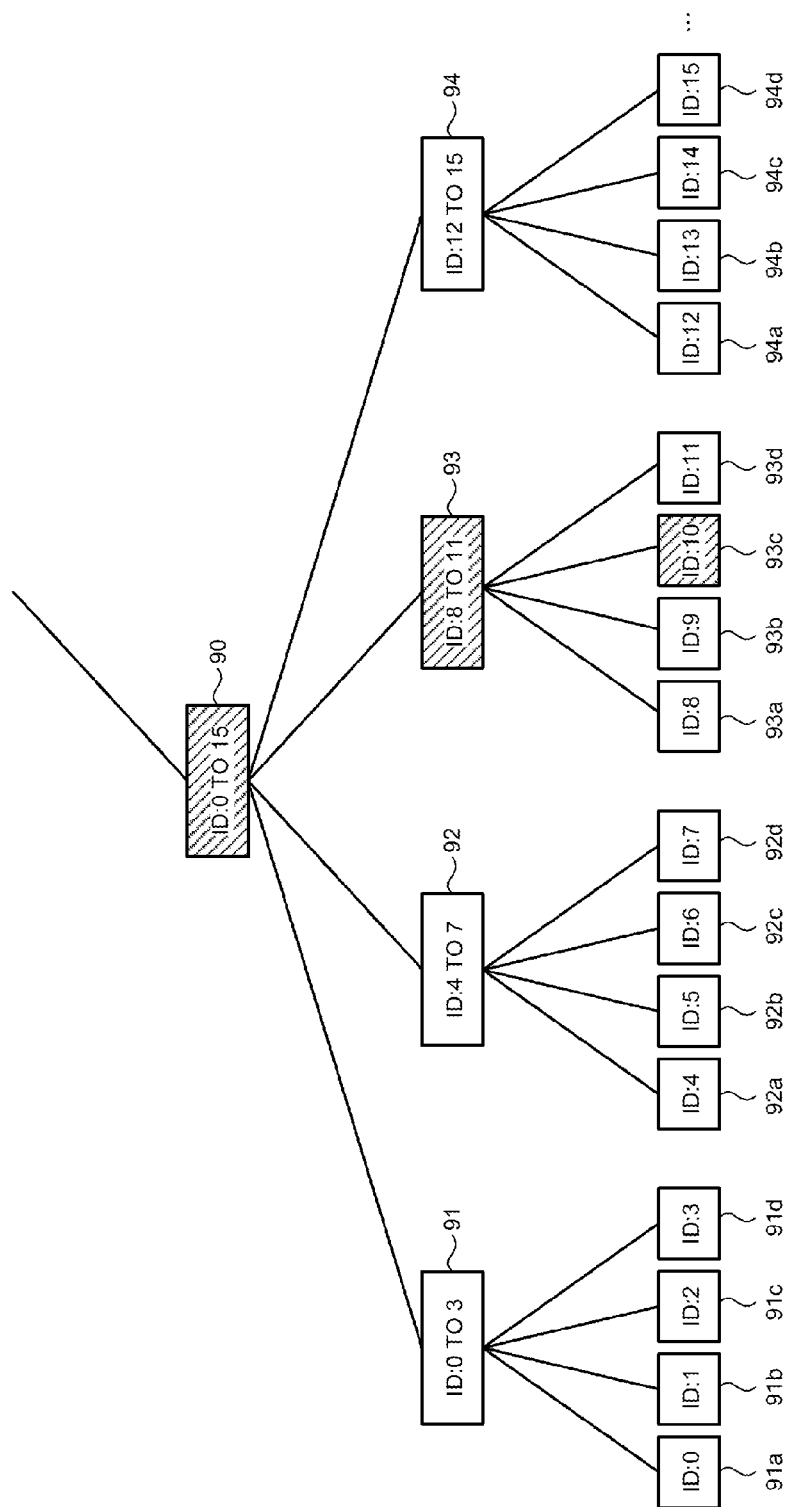 90
ID:0 TO 15
91
ID:0 TO 3
92
ID:4 TO 7
93
ID:8 TO 11
94
ID:12 TO 15
ID:0
ID:1
ID:2
ID:3
ID:4
ID:5
ID:6
ID:7
ID:8
ID:9
ID:10
ID:11
ID:12
ID:13
ID:14
ID:15
...
91a
91b
91c
91d
92a
92b
92c
92d
93a
93b
93c
93d
94a
94b
94c
94d